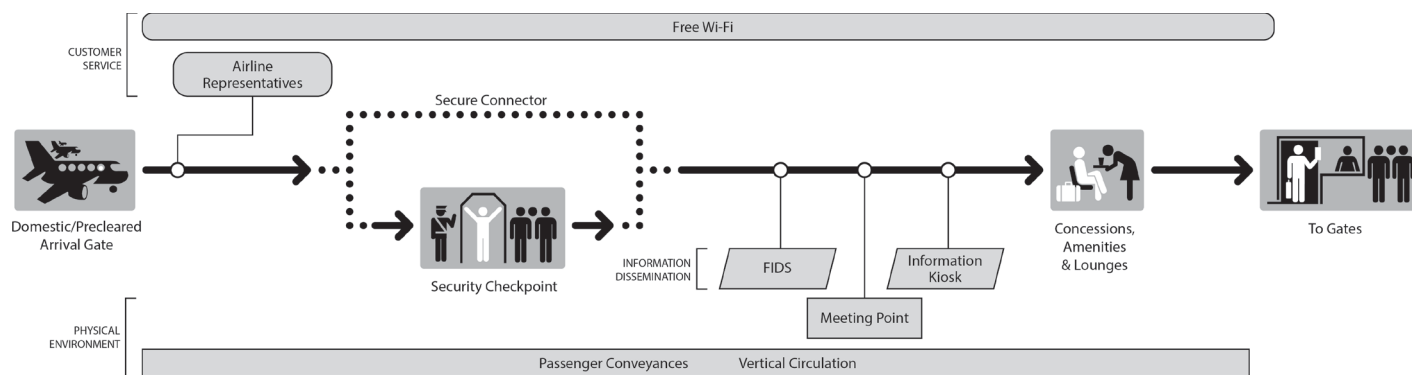 Free Wi-Fi
CUSTOMER
SERVICE
Airline
Representatives
Secure Connector
Domestic/Precleared
Arrival Gate
Security Checkpoint
INFORMATION
DISSEMINATION
FIDS
Information
Kiosk
Meeting Point
Concessions,
Amenities
& Lounges
To Gates
PHYSICAL
ENVIRONMENT
Passenger Conveyances
Vertical Circulation